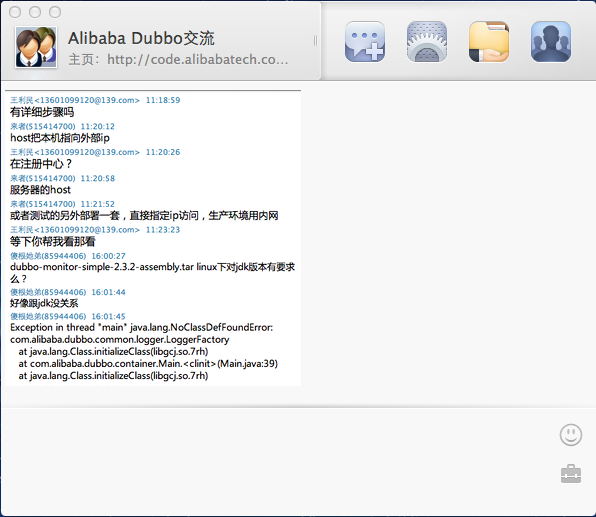 Alibaba Dubbo交流
主页：http://code.alibabatech.co...
王利民<13601099120@139.com> 11:18:59
有详细步骤吗
来者(515414700) 11:20:12
host把本机指向外部ip
王利民<13601099120@139.com> 11:20:26
在注册中心？
来者(515414700) 11:20:58
服务器的host
来者(515414700) 11:21:52
或者测试的另外部署一套，直接指定ip访问，生产环境用内网
王利民<13601099120@139.com> 11:23:23
等下你帮我看那看
傻根她弟(85944406) 16:00:27
dubbo-monitor-simple-2.3.2-assembly.tar linux下对jdk版本有要求
么？
傻根她弟(85944406) 16:01:44
好像跟jdk没关系
傻根她弟(85944406) 16:01:45
Exception in thread "main" java.lang.NoClassDefFoundError:
com.alibaba.dubbo.common.logger.LoggerFactory
at java.lang.Class.initializeClass(libgcj.so.7rh)
at com.alibaba.dubbo.container.Main.<clinit>(Main.java:39)
at java.lang.Class.initializeClass(libgcj.so.7rh)